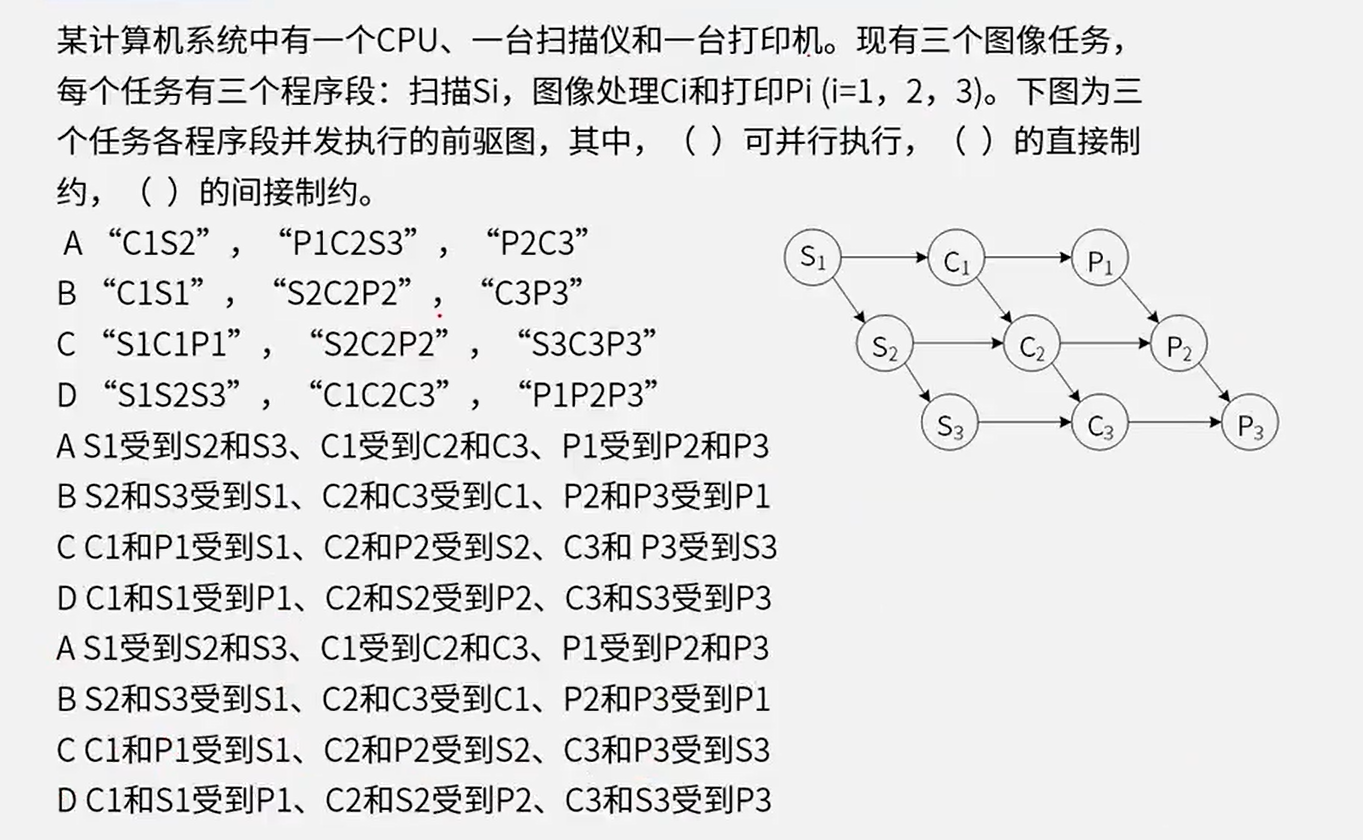 某计算机系统中有一个CPU、一台扫描仪和一台打印机。现有三个图像任务，
每个任务有三个程序段：扫描Si，图像处理Ci和打印Pi (i=1，2，3)。下图为三
个任务各程序段并发执行的前驱图，其中，（ ）可并行执行，（ ）的直接制
约，（ ）的间接制约。
A “C1S2”，“P1C2S3”，“P2C3”
B “C1S1”，“S2C2P2”，“C3P3”
C “S1C1P1”，“S2C2P2”，“S3C3P3”
D “S1S2S3”，“C1C2C3”，“P1P2P3”
A S1受到S2和S3、C1受到C2和C3、P1受到P2和P3
B S2和S3受到S1、C2和C3受到C1、P2和P3受到P1
C C1和P1受到S1、C2和P2受到S2、C3和 P3受到S3
D C1和S1受到P1、C2和S2受到P2、C3和S3受到P3
A S1受到S2和S3、C1受到C2和C3、P1受到P2和P3
B S2和S3受到S1、C2和C3受到C1、P2和P3受到P1
C C1和P1受到S1、C2和P2受到S2、C3和P3受到S3
D C1和S1受到P1、C2和S2受到P2、C3和S3受到P3
S1 C1 P1
S2 C2 P2
S3 C3 P3